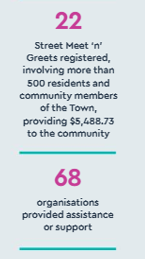 22
Street Meet 'n'
Greets registered,
involving more than
500 residents and
community members
of the Town,
providing $5,488.73
to the community
68
organisations
provided assistance
or support